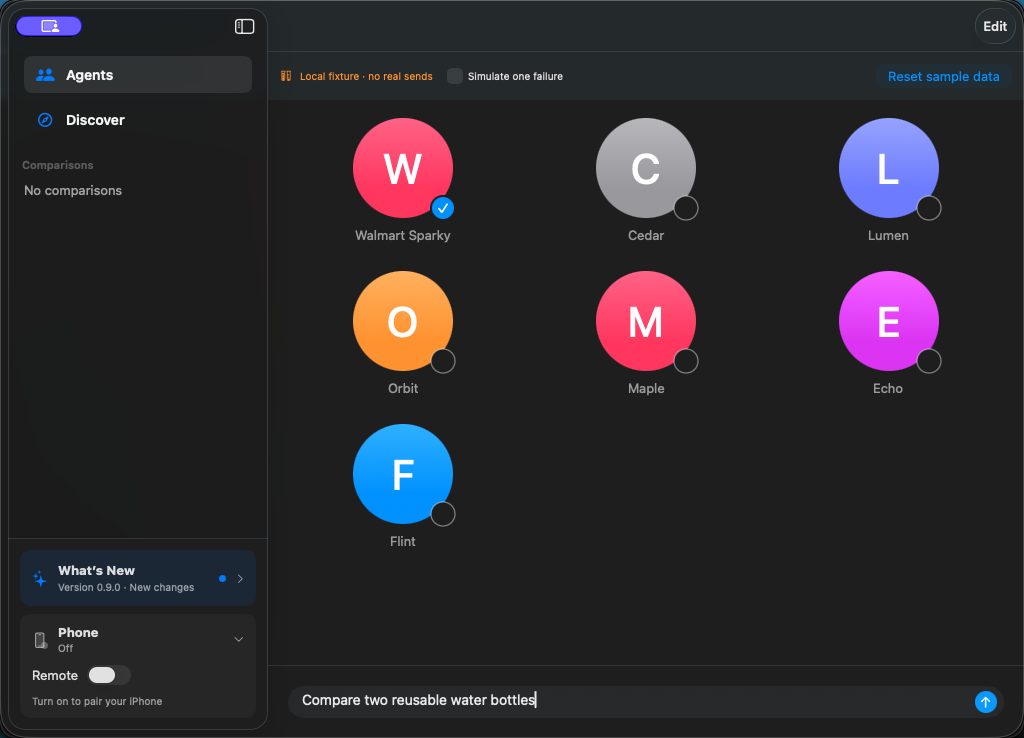 Edit
Agents
Discover
Comparisons
No comparisons
What's New
Version 0.9.0 · New changes
Phone
Off
Remote
Turn on to pair your iPhone
Local fixture · no real sends
Simulate one failure
Reset sample data
W
C
L
Walmart Sparky
Cedar
Lumen
O
M
E
Orbit
Maple
Echo
F
Flint
Compare two reusable water bottles